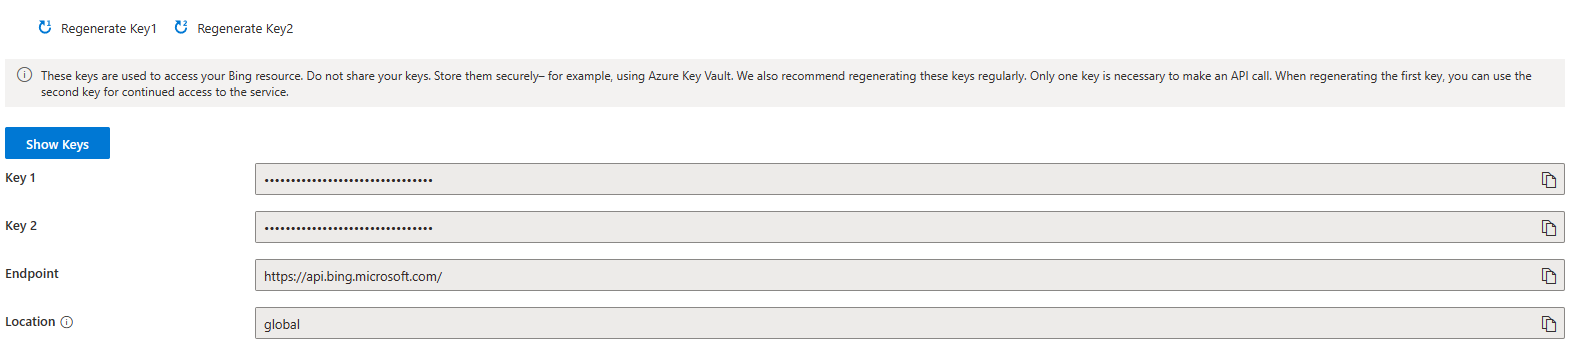 Regenerate Key1 Regenerate Key2
These keys are used to access your Bing resource. Do not share your keys. Store them securely– for example, using Azure Key Vault. We also recommend regenerating these keys regularly. Only one key is necessary to make an API call. When regenerating the first key, you can use the
second key for continued access to the service.
Show Keys
Key 1 ••••••••••••••••••••••••••••••••
Key 2 ••••••••••••••••••••••••••••••••
Endpoint https://api.bing.microsoft.com/
Location global